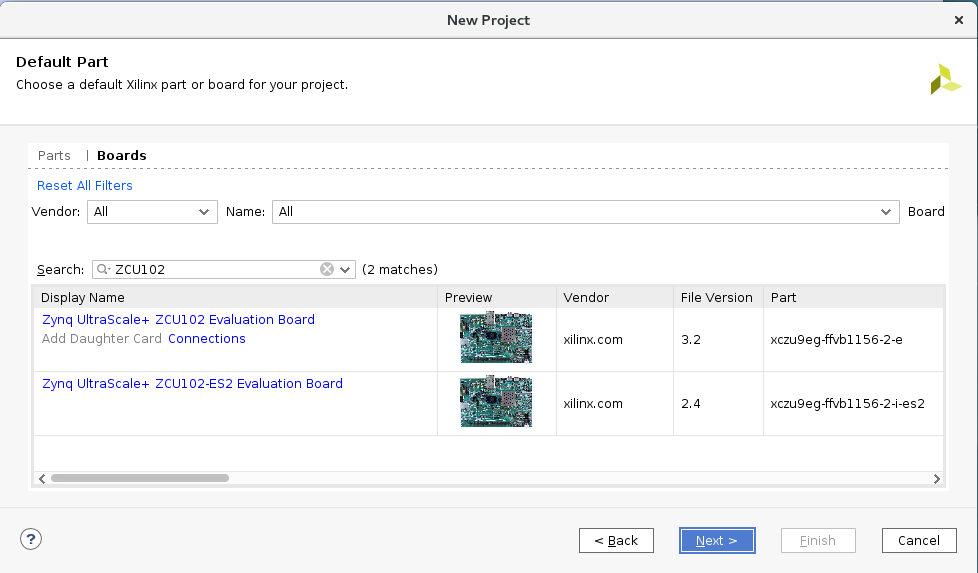 New Project
Default Part
Choose a default Xilinx part or board for your project.
Parts | Boards
Reset All Filters
Vendor: All Name: All Board
Search: ZCU102 (2 matches)
Display Name Preview Vendor File Version Part
Zynq UltraScale+ ZCU102 Evaluation Board
Add Daughter Card Connections
xilinx.com 3.2 xczu9eg-ffvb1156-2-e
Zynq UltraScale+ ZCU102-ES2 Evaluation Board
xilinx.com 2.4 xczu9eg-ffvb1156-2-i-es2
? < Back Next > Finish Cancel